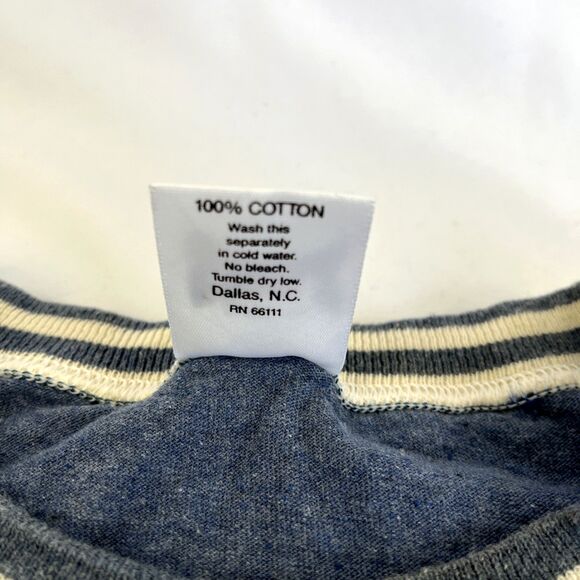 100% COTTON
Wash this
separately
in cold water.
No bleach.
Tumble dry low.
Dallas, N.C.
RN 66111